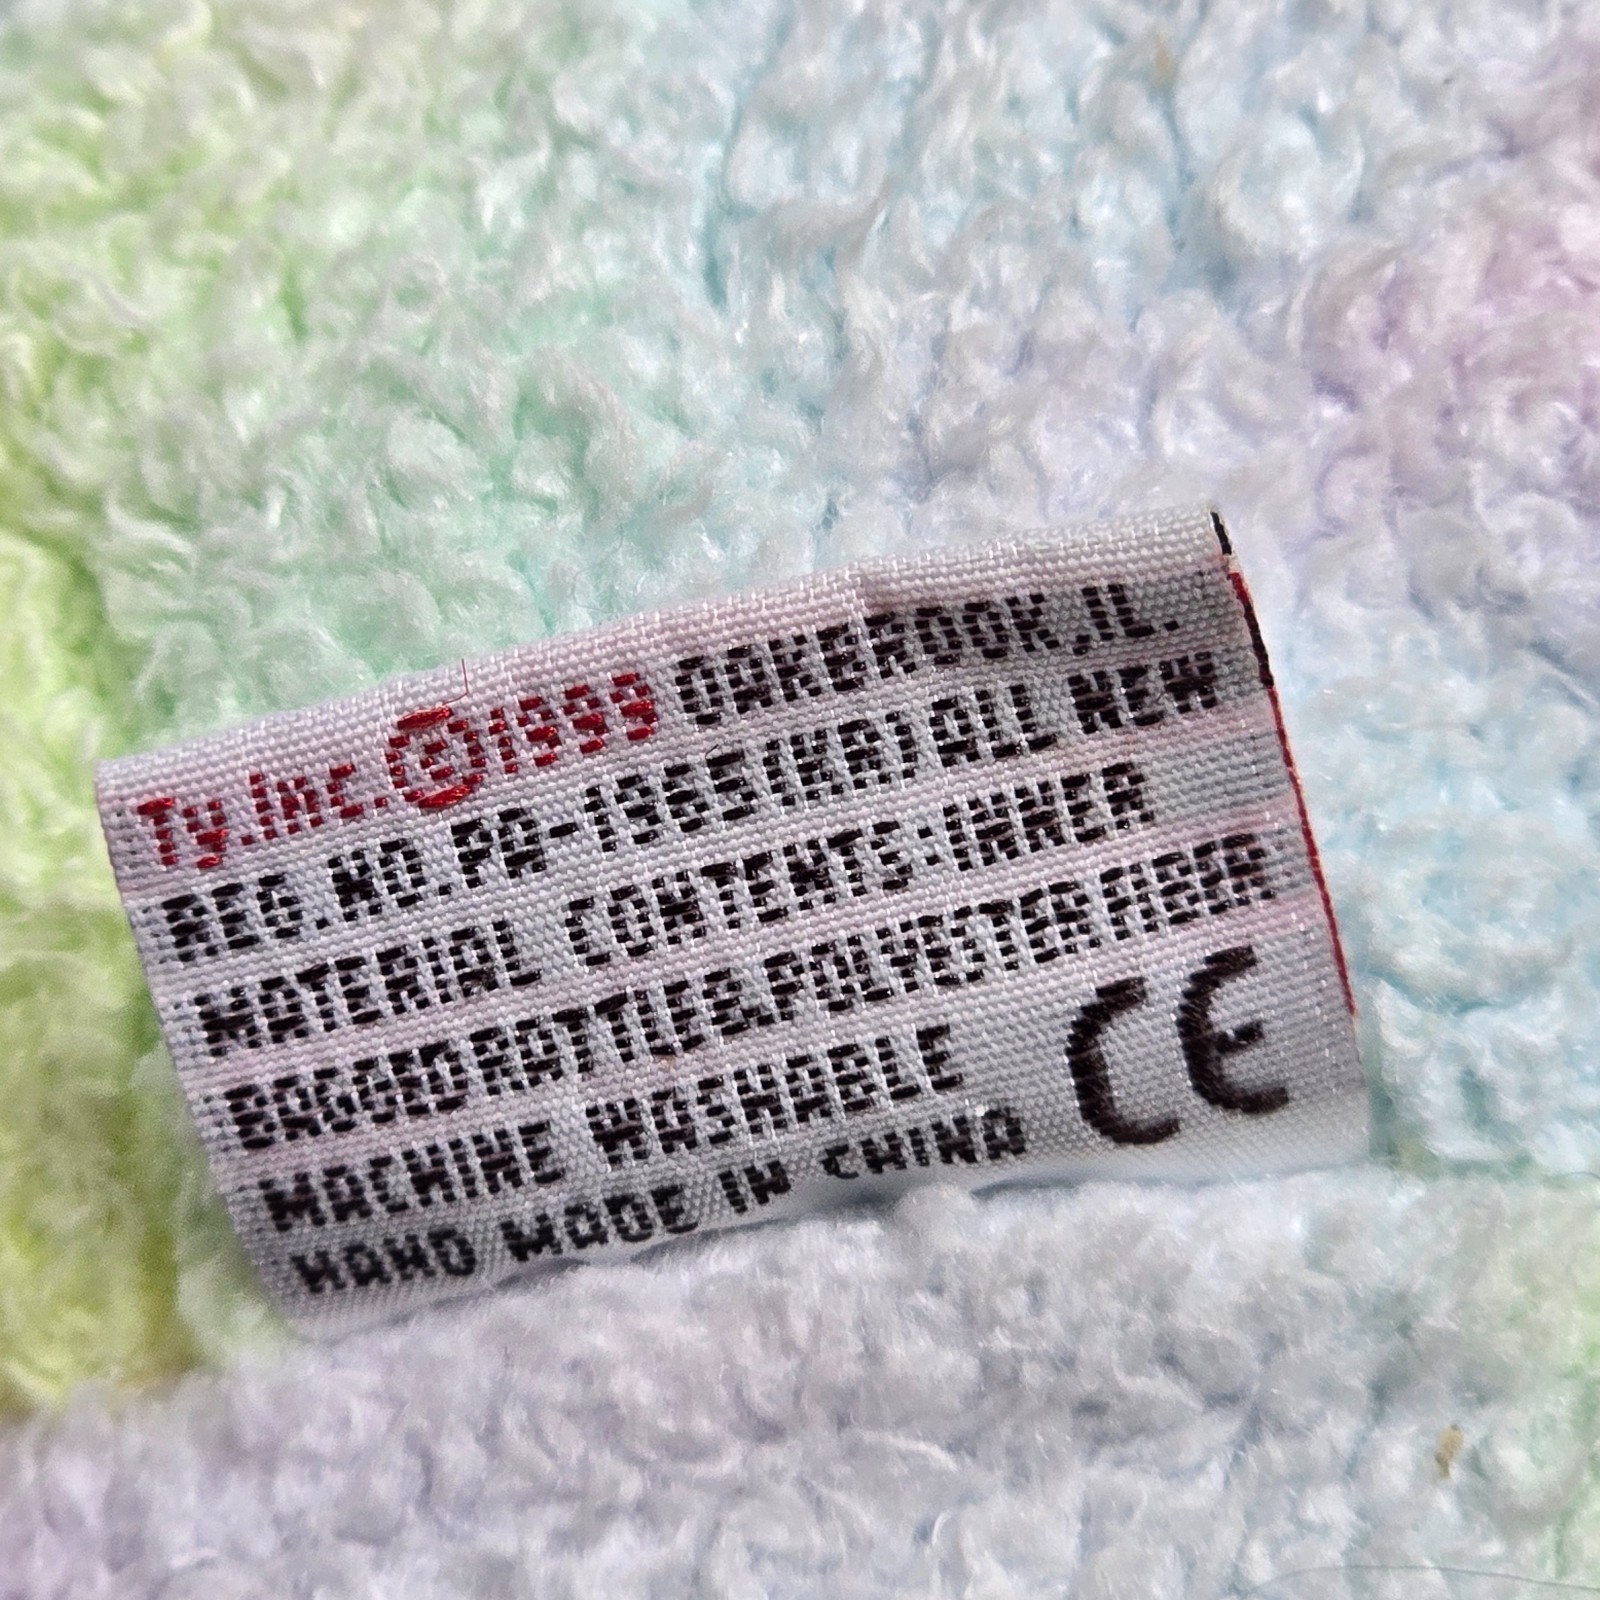 Ty.Inc.©1999 OAKBROOK,IL.
REG.NO.PA-1965(KR) ALL NEW
MATERIAL CONTENTS:INNER
BAGGED RATTLE&POLYESTER FIBER
MACHINE WASHABLE
HAND MADE IN CHINA
CE